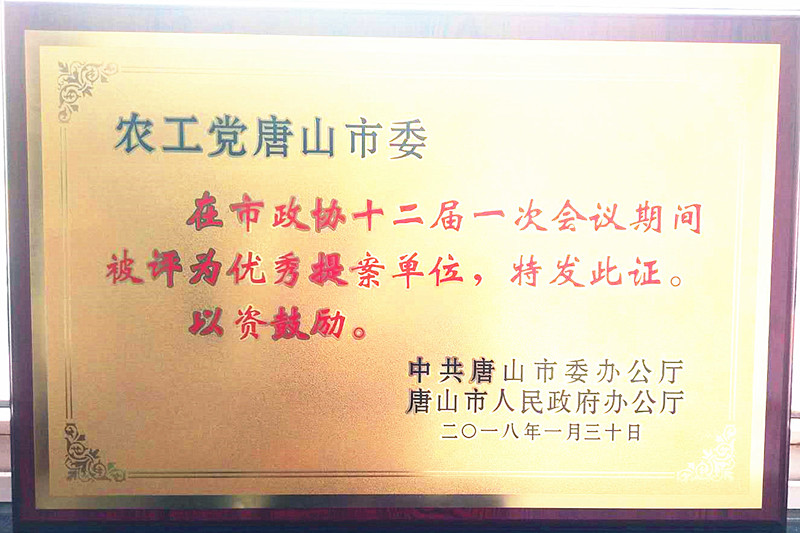 农工党唐山市委
在市政协十二届一次会议期间
被评为优秀提案单位，特发此证。
以资鼓励。
中共唐山市委办公厅
唐山市人民政府办公厅
二〇一八年一月三十日